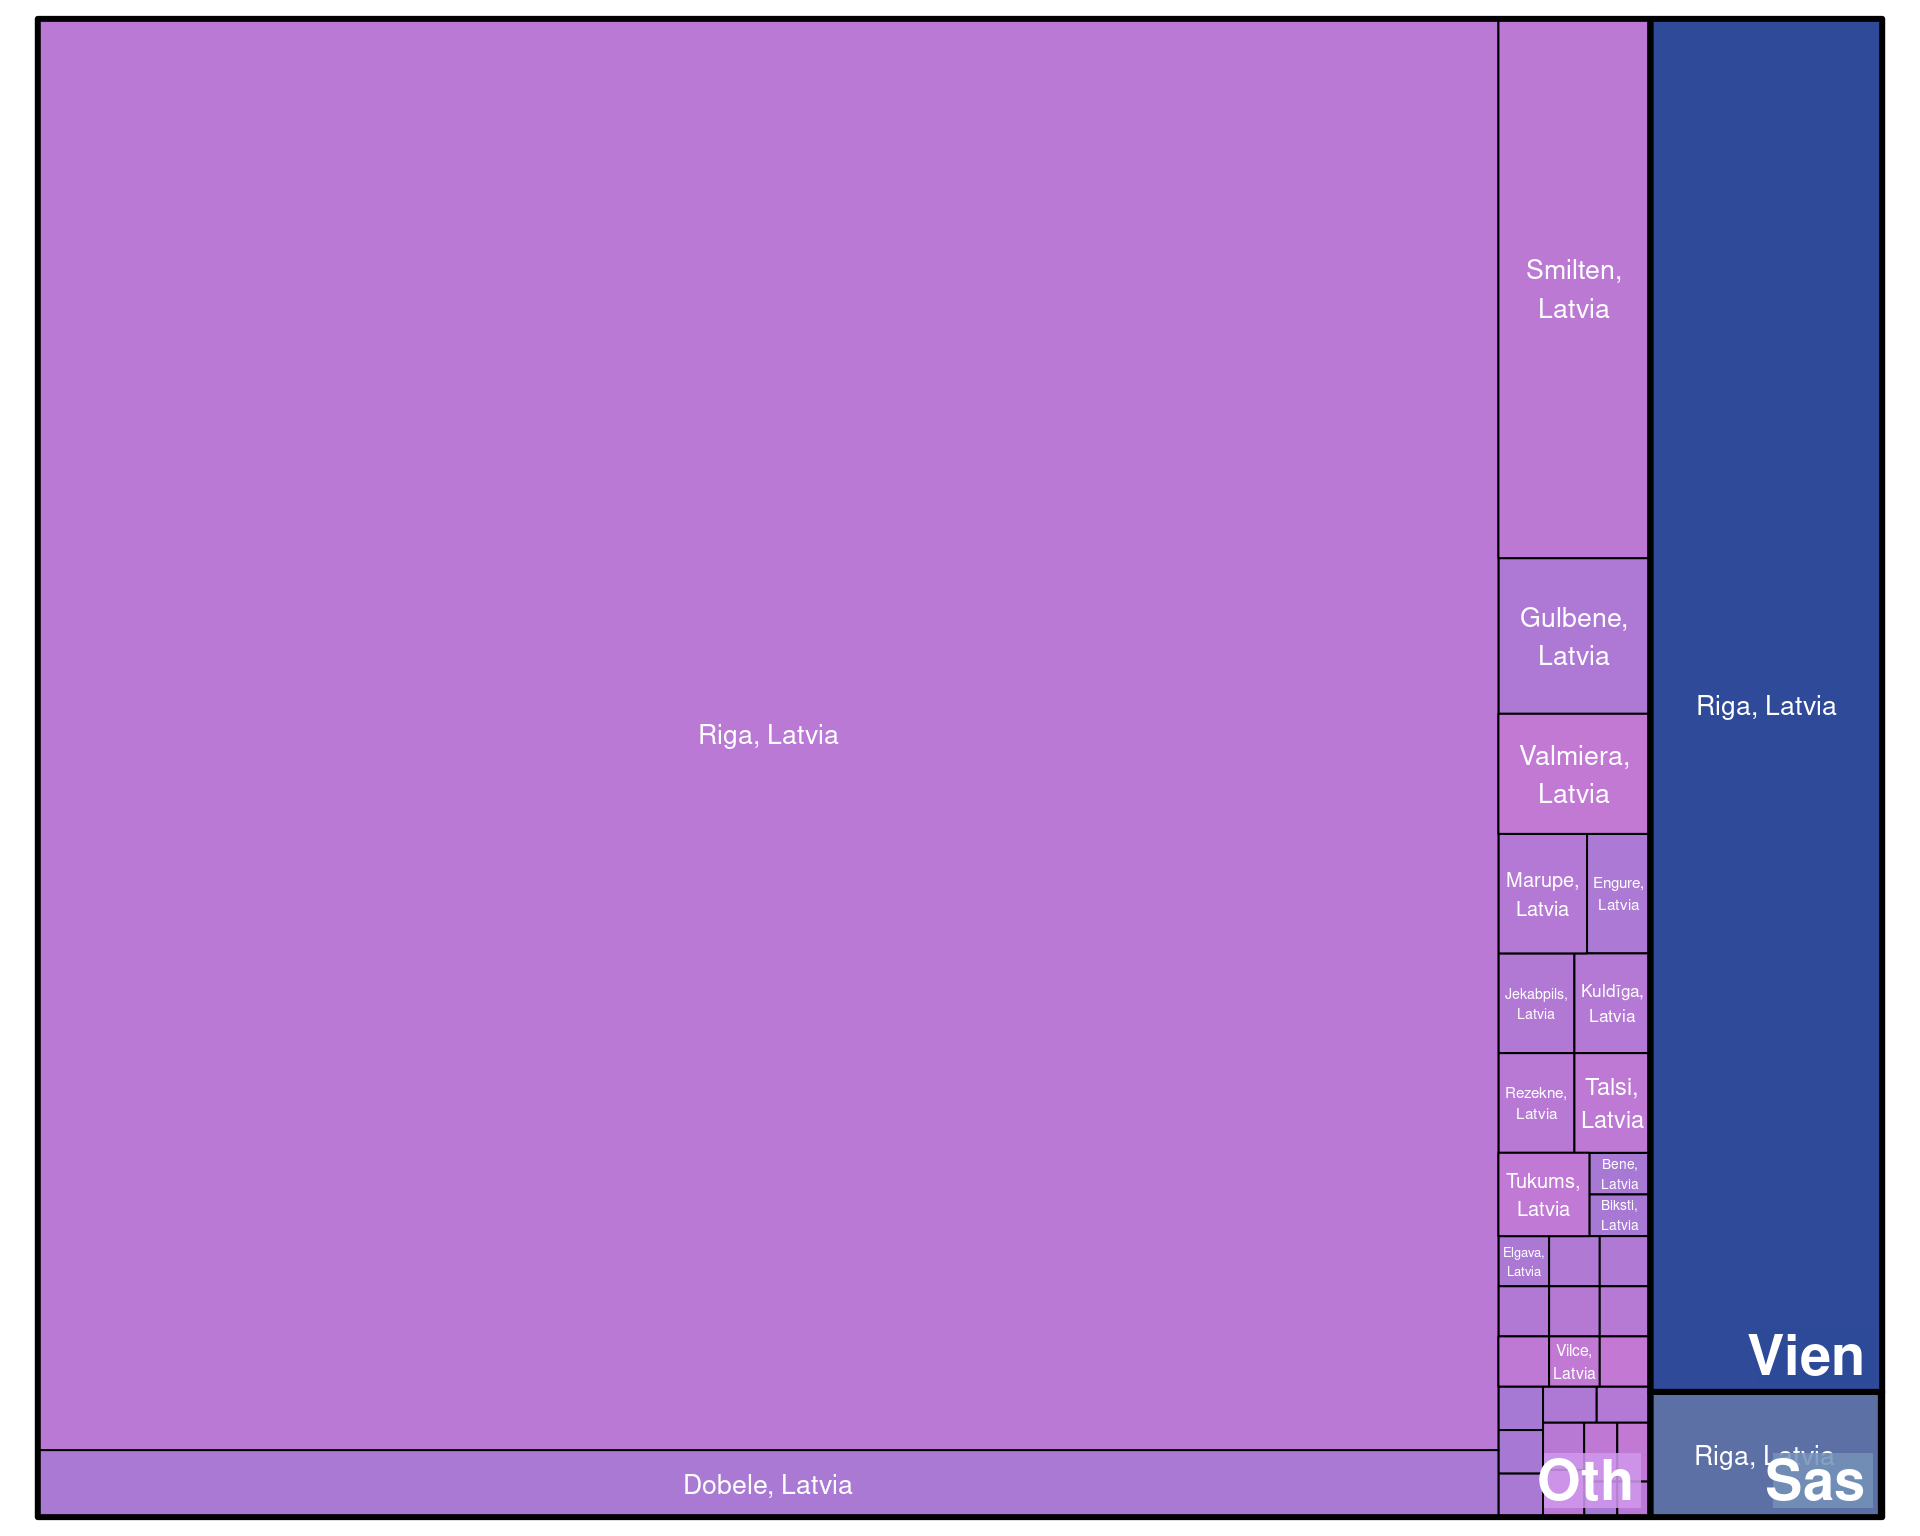 Smilten,
Latvia
Gulbene,
Latvia
Riga, Latvia
Riga, Latvia
Valmiera,
Latvia
Marupe,
Latvia
Engure,
Latvia
Jekabpils,
Latvia
Kuldīga,
Latvia
Rezekne,
Latvia
Talsi,
Latvia
Tukums,
Latvia
Bene,
Latvia
Biksti,
Latvia
Elgava,
Latvia
Vilce,
Latvia
Vien
Dobele, Latvia
Oth
Riga, Latvia
Sas